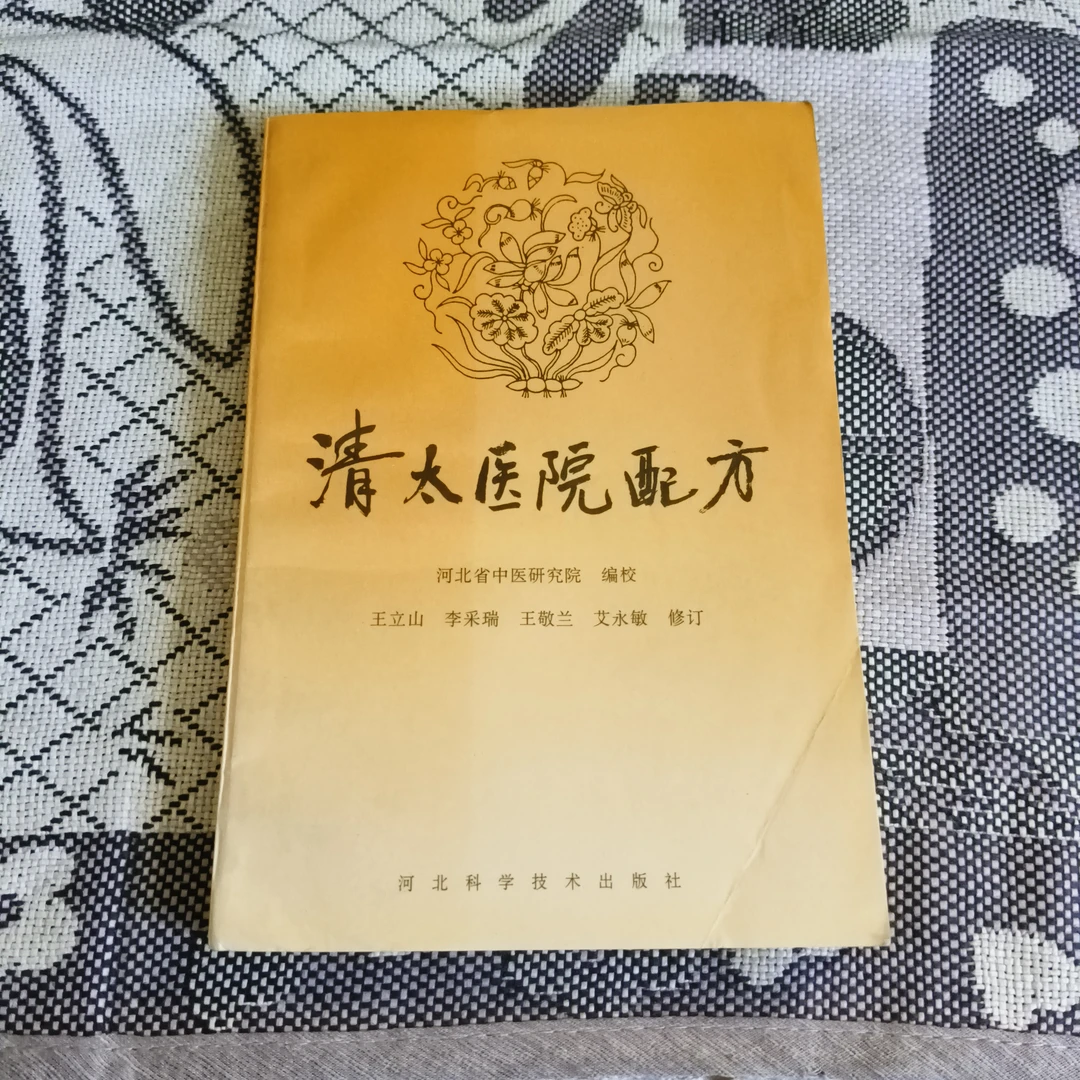 清太医院配方
河北省中医研究院 编校
王立山 李采瑞 王敬兰 艾永敏 修订
河北科学技术出版社